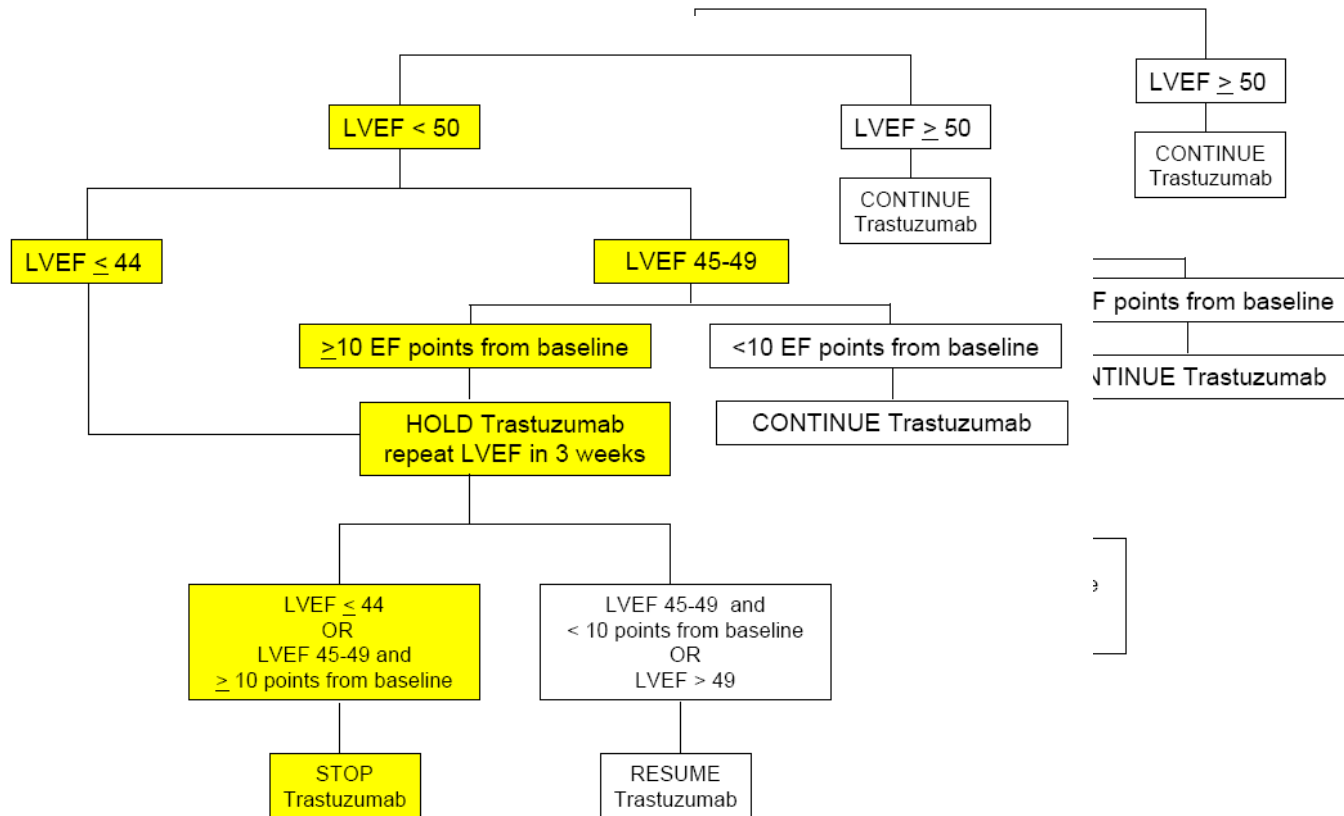 LVEF ≥ 50
CONTINUE
Trastuzumab
LVEF < 50
LVEF ≥ 50
CONTINUE
Trastuzumab
LVEF ≤ 44
LVEF 45-49
F points from baseline
≥10 EF points from baseline
<10 EF points from baseline
NTINUE Trastuzumab
HOLD Trastuzumab
repeat LVEF in 3 weeks
CONTINUE Trastuzumab
LVEF ≤ 44
OR
LVEF 45-49 and
≥ 10 points from baseline
LVEF 45-49 and
< 10 points from baseline
OR
LVEF > 49
e
STOP
Trastuzumab
RESUME
Trastuzumab